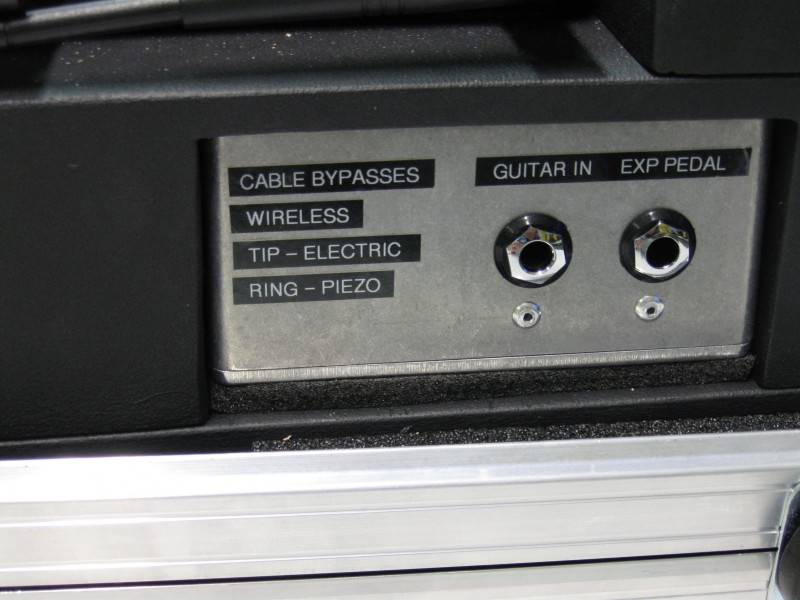 CABLE BYPASSES
WIRELESS
TIP – ELECTRIC
RING – PIEZO
GUITAR IN EXP PEDAL